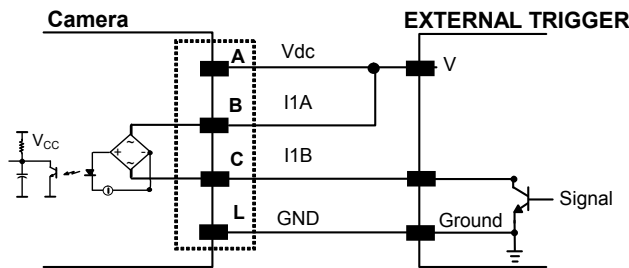 Camera
EXTERNAL TRIGGER
A Vdc V
B I1A
VCC
+ -
~
~
C I1B
Signal
L GND Ground